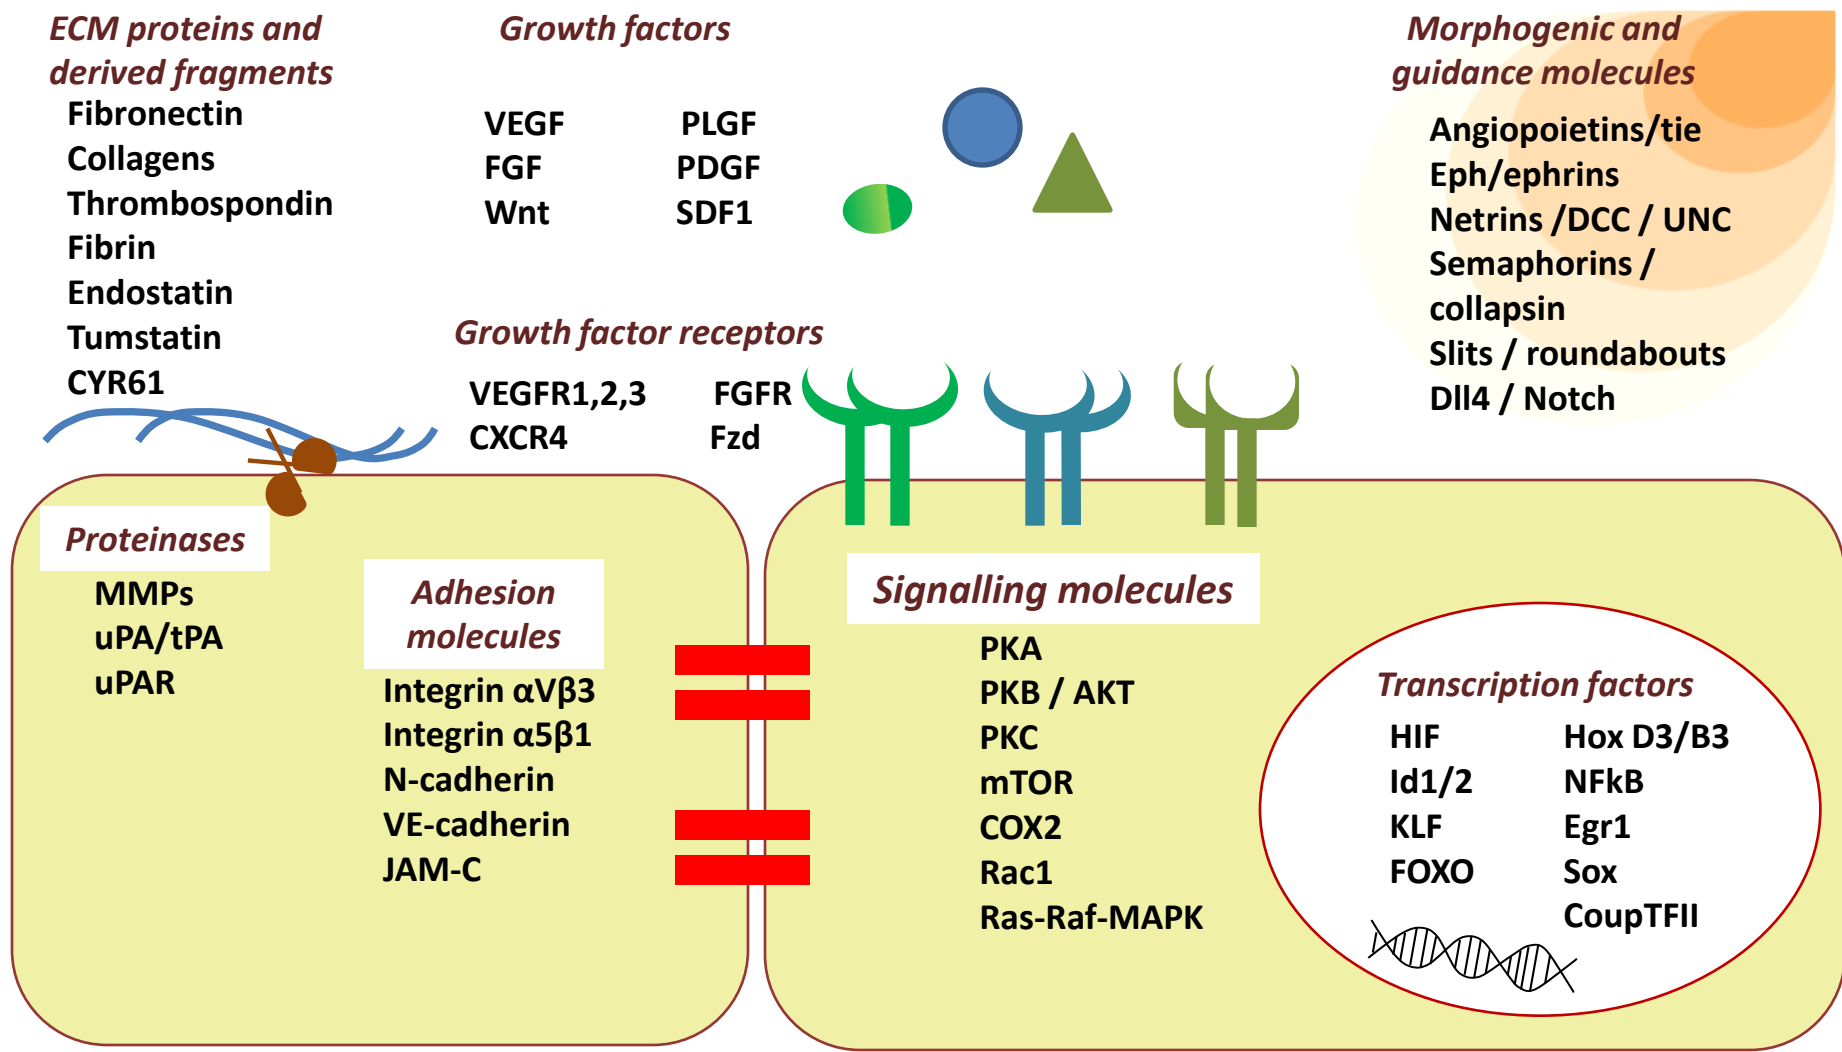 ECM proteins and
derived fragments
Fibronectin
Collagens
Thrombospondin
Fibrin
Endostatin
Tumstatin
CYR61
Growth factors
VEGF PLGF
FGF PDGF
Wnt SDF1
Growth factor receptors
VEGFR1,2,3 FGFR
CXCR4 Fzd
Morphogenic and
guidance molecules
Angiopoietins/tie
Eph/ephrins
Netrins /DCC / UNC
Semaphorins /
collapsin
Slits / roundabouts
Dll4 / Notch
Proteinases
MMPs
uPA/tPA
uPAR
Adhesion
molecules
Integrin αVβ3
Integrin α5β1
N-cadherin
VE-cadherin
JAM-C
Signalling molecules
PKA
PKB / AKT
PKC
mTOR
COX2
Rac1
Ras-Raf-MAPK
Transcription factors
HIF Hox D3/B3
Id1/2 NFkB
KLF Egr1
FOXO Sox
CoupTFII